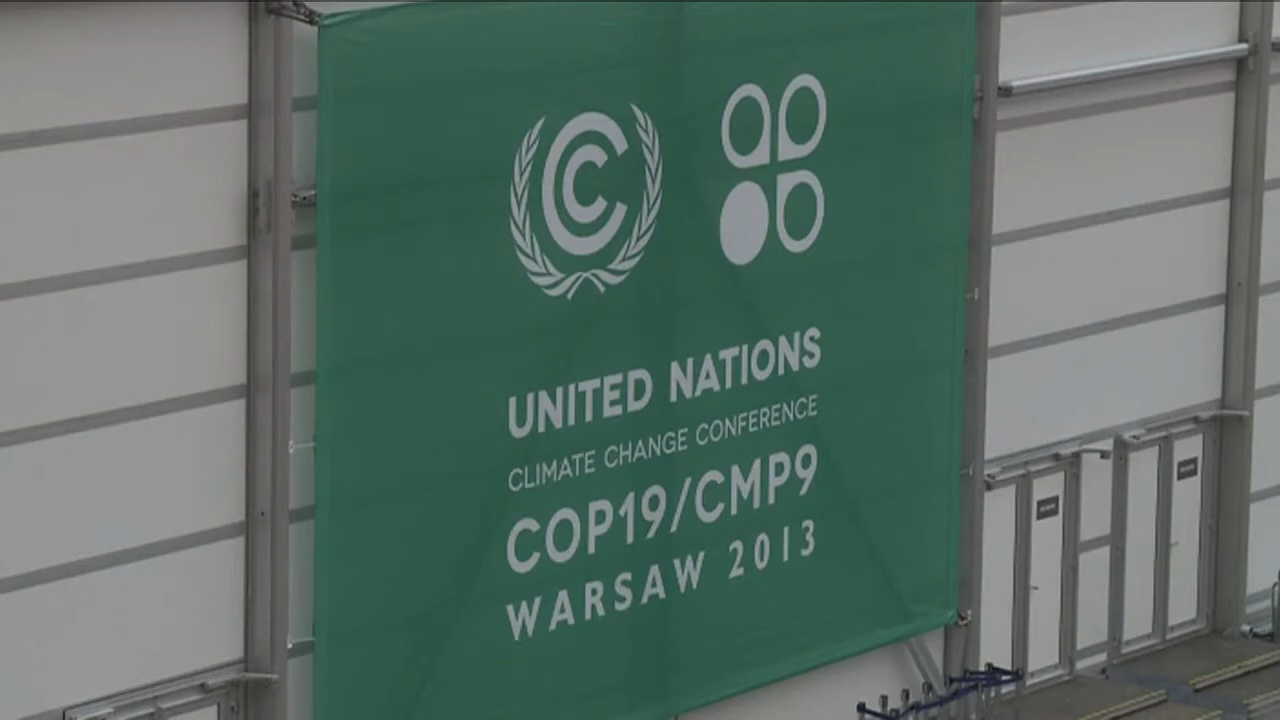 UNITED NATIONS
CLIMATE CHANGE CONFERENCE
COP19/CMP9
WARSAW 2013